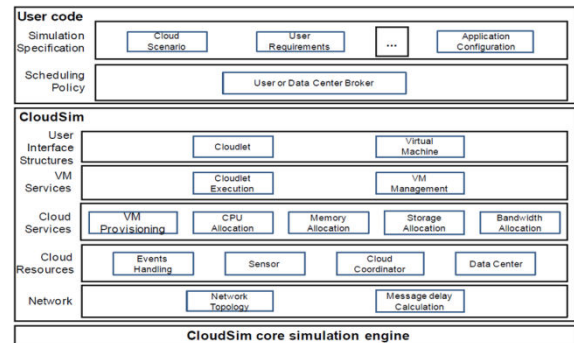 User code
Simulation
Specification
Cloud
Scenario
User
Requirements
...
Application
Configuration
Scheduling
Policy
User or Data Center Broker
CloudSim
User
Interface
Structures
Cloudlet
Virtual
Machine
VM
Services
Cloudlet
Execution
VM
Management
Cloud
Services
VM
Provisioning
CPU
Allocation
Memory
Allocation
Storage
Allocation
Bandwidth
Allocation
Cloud
Resources
Events
Handling
Sensor
Cloud
Coordinator
Data Center
Network
Network
Topology
Message delay
Calculation
CloudSim core simulation engine